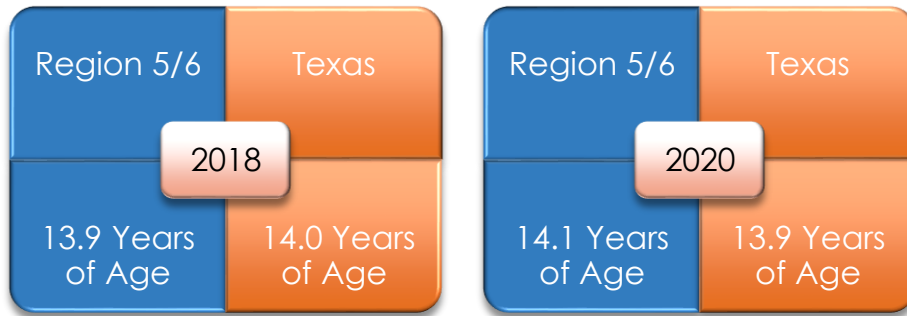 Region 5/6
Texas
2018
13.9 Years
of Age
14.0 Years
of Age
Region 5/6
Texas
2020
14.1 Years
of Age
13.9 Years
of Age